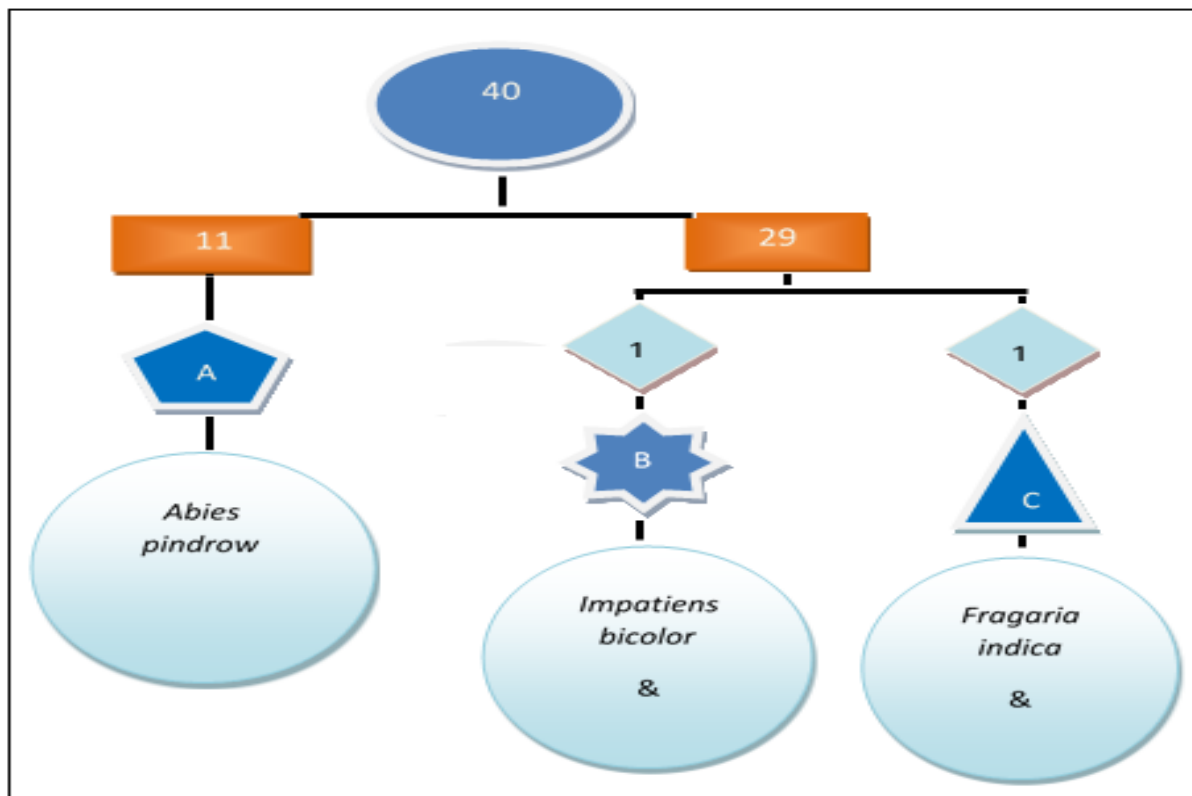 40
11
29
A
1
1
B
C
Abies
pindrow
Impatiens
bicolor
&
Fragaria
indica
&